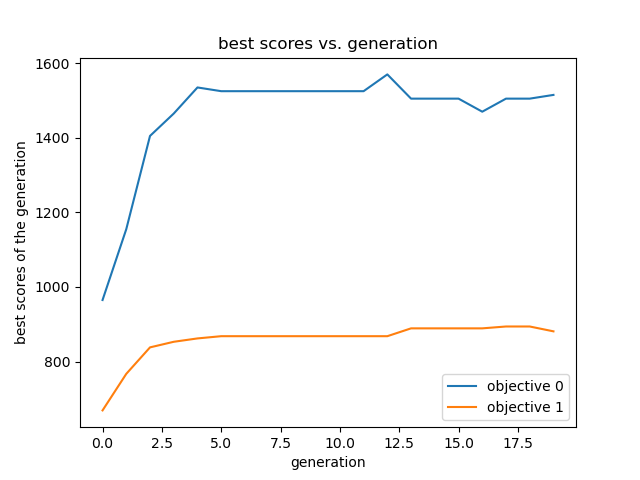 best scores vs. generation
best scores of the generation
1600
1400
1200
1000
800
objective 0
objective 1
0.0 2.5 5.0 7.5 10.0 12.5 15.0 17.5
generation